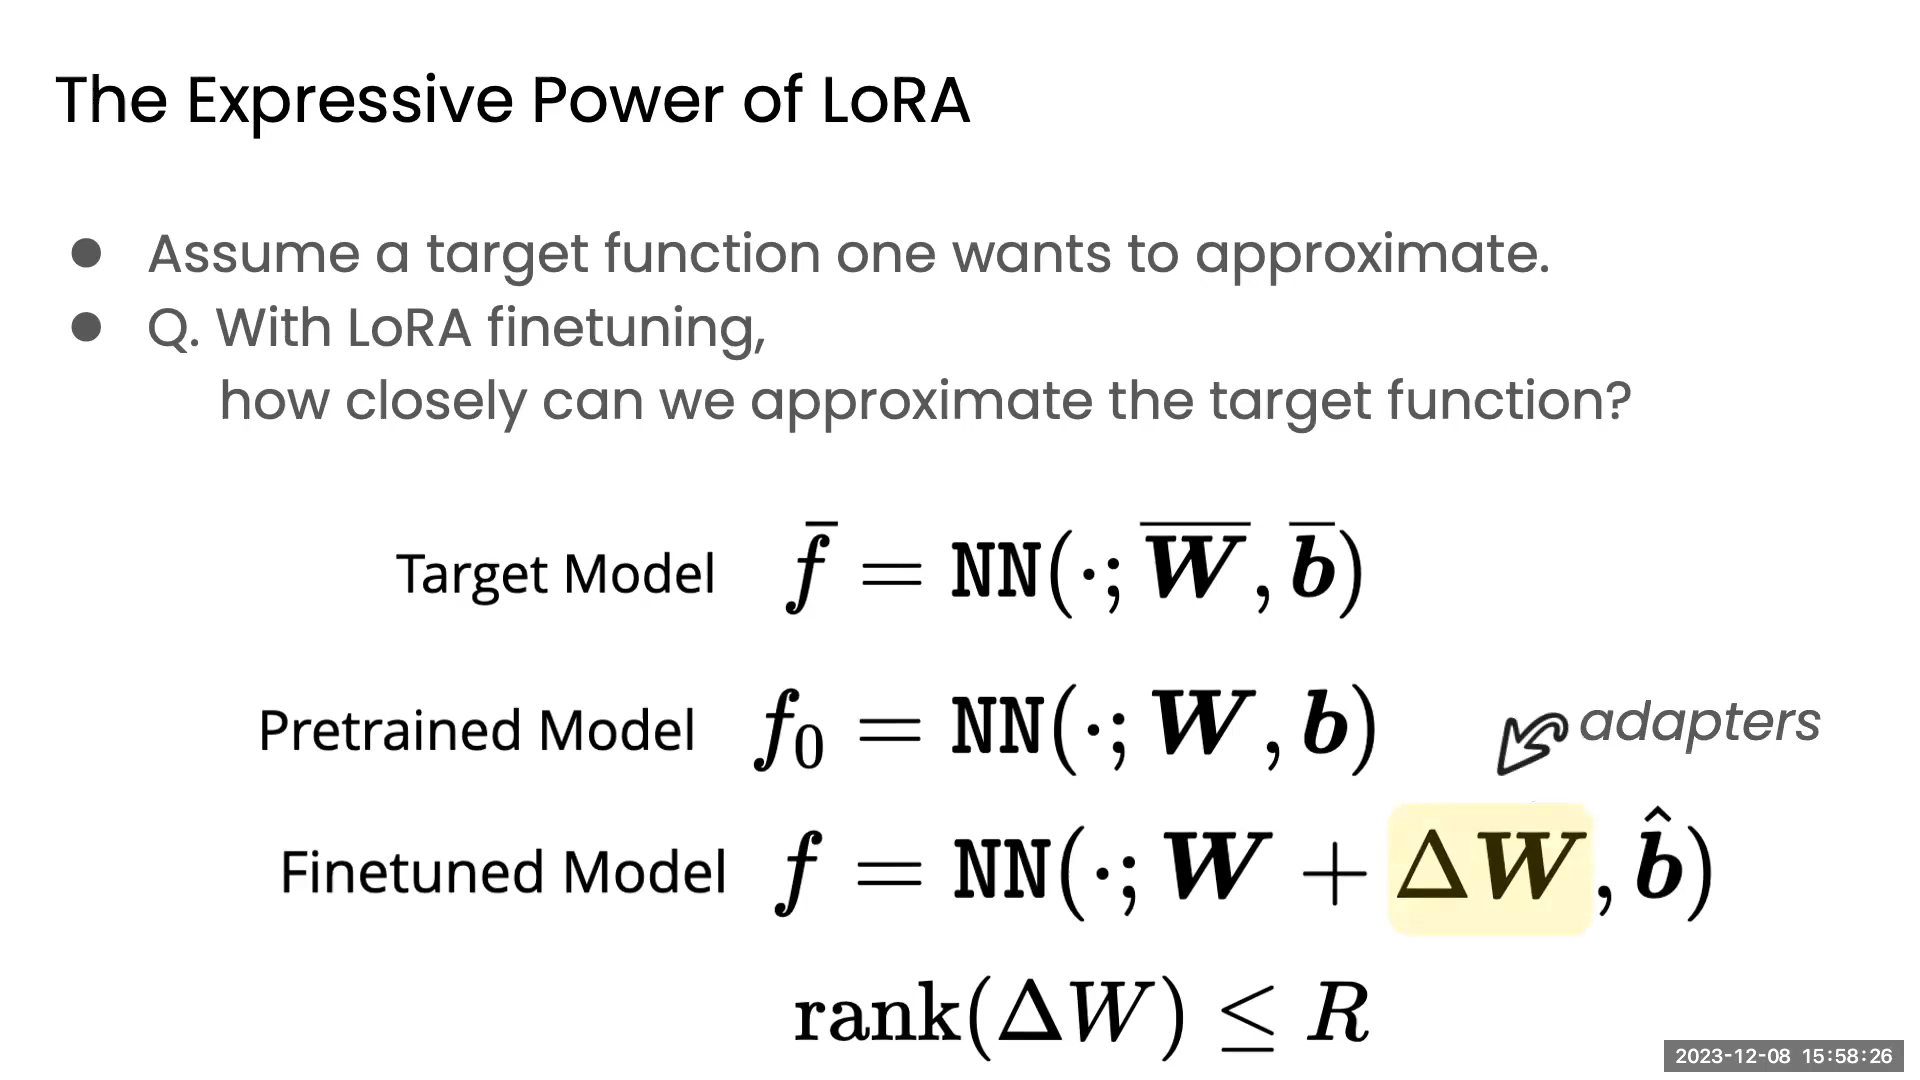 The Expressive Power of LoRA
● Assume a target function one wants to approximate.
● Q. With LoRA finetuning,
how closely can we approximate the target function?
Target Model f̅ = NN(·; W̅, b̅)
Pretrained Model f₀ = NN(·; W, b)
adapters
Finetuned Model f = NN(·; W + ΔW, b̂)
rank(ΔW) ≤ R
2023-12-08 15:58:26